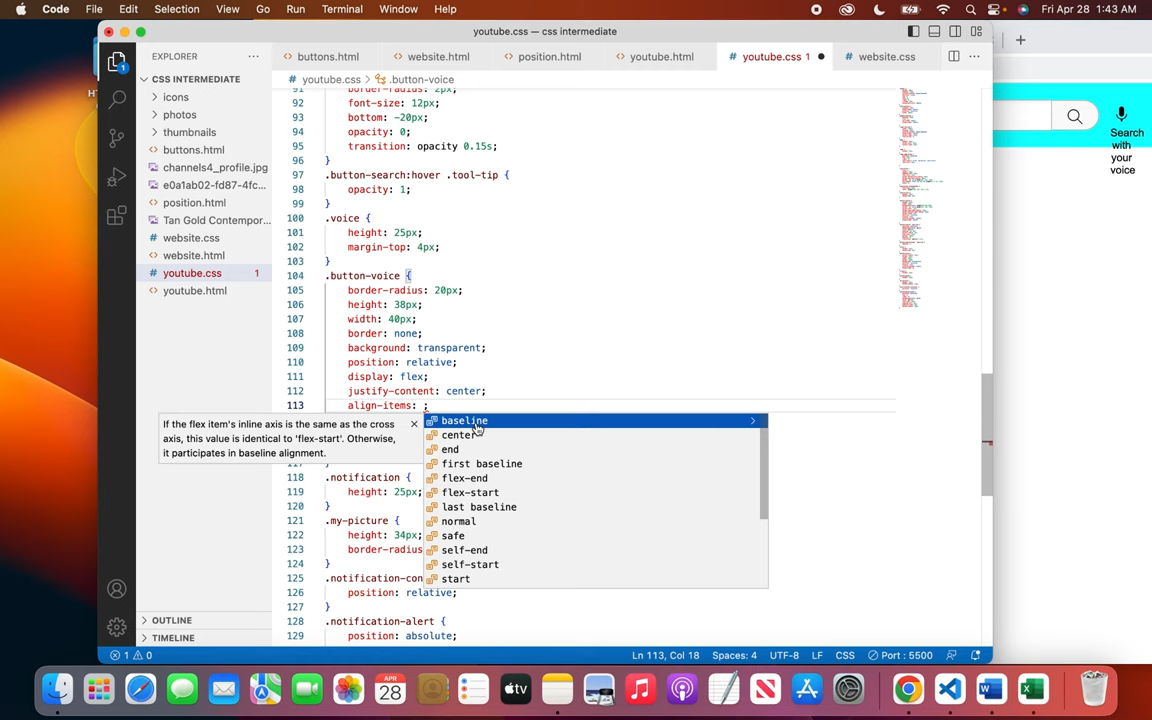 Code File Edit Selection View Go Run Terminal Window Help Fri Apr 28 1:43 AM
youtube.css — css intermediate
EXPLORER
buttons.html website.html position.html youtube.html # youtube.css 1 # website.css
# youtube.css > .button-voice
CSS INTERMEDIATE
icons
photos
thumbnails
buttons.html
channels4_profile.jpg
e0a1ab02-fd87-4fc...
position.html
Tan Gold Contempor...
# website.css
website.html
# youtube.css 1
youtube.html
OUTLINE
TIMELINE
91 border-radius: 2px;
92 font-size: 12px;
93 bottom: -20px;
94 opacity: 0;
95 transition: opacity 0.15s;
96 }
97 .button-search:hover .tool-tip {
98 opacity: 1;
99 }
100 .voice {
101 height: 25px;
102 margin-top: 4px;
103 }
104 .button-voice {
105 border-radius: 20px;
106 height: 38px;
107 width: 40px;
108 border: none;
109 background: transparent;
110 position: relative;
111 display: flex;
112 justify-content: center;
113 align-items: ;
If the flex item's inline axis is the same as the cross
axis, this value is identical to 'flex-start'. Otherwise,
it participates in baseline alignment.
baseline
center
end
first baseline
flex-end
flex-start
last baseline
normal
safe
self-end
self-start
start
118 .notification {
119 height: 25px;
120 }
121 .my-picture {
122 height: 34px;
123 border-radius
124 }
125 .notification-con
126 position: relative;
127 }
128 .notification-alert {
129 position: absolute;
1 0 Ln 113, Col 18 Spaces: 4 UTF-8 LF CSS Port : 5500
Search
with
your
voice
APR
28
tv